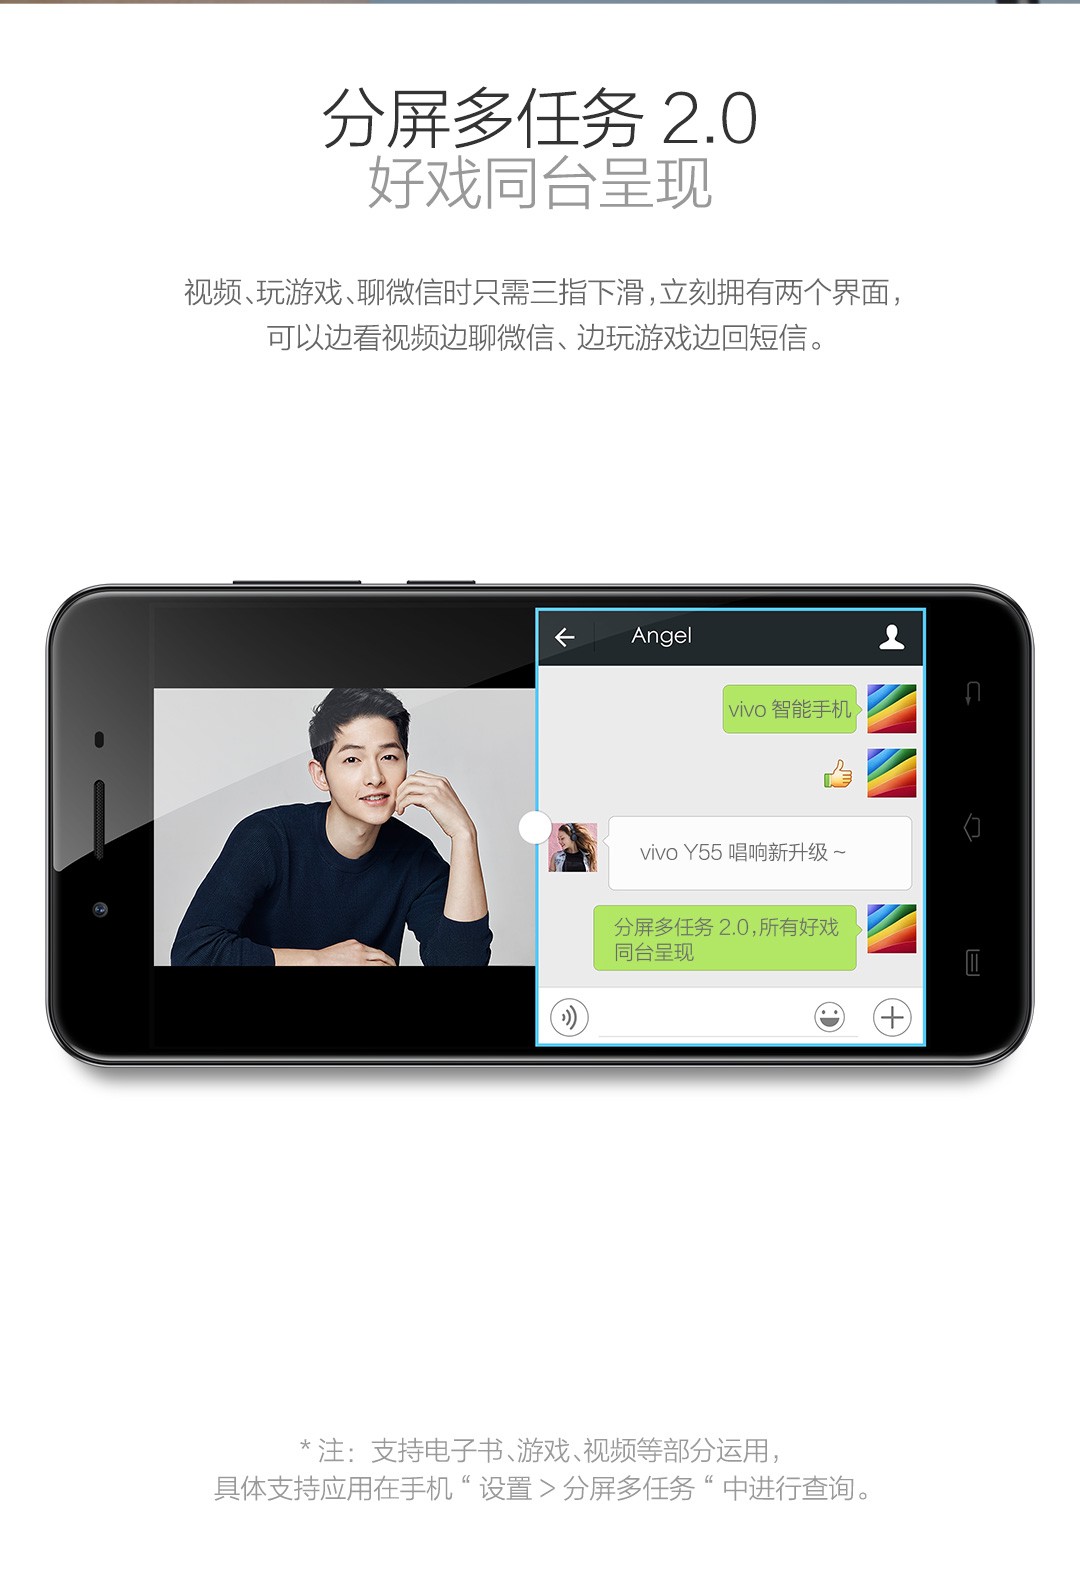 分屏多任务 2.0
好戏同台呈现
视频、玩游戏、聊微信时只需三指下滑,立刻拥有两个界面,
可以边看视频边聊微信、边玩游戏边回短信。
Angel
vivo 智能手机
vivo Y55 唱响新升级 ~
分屏多任务 2.0,所有好戏
同台呈现
* 注: 支持电子书、游戏、视频等部分运用,
具体支持应用在手机 “ 设置 > 分屏多任务 “ 中进行查询。